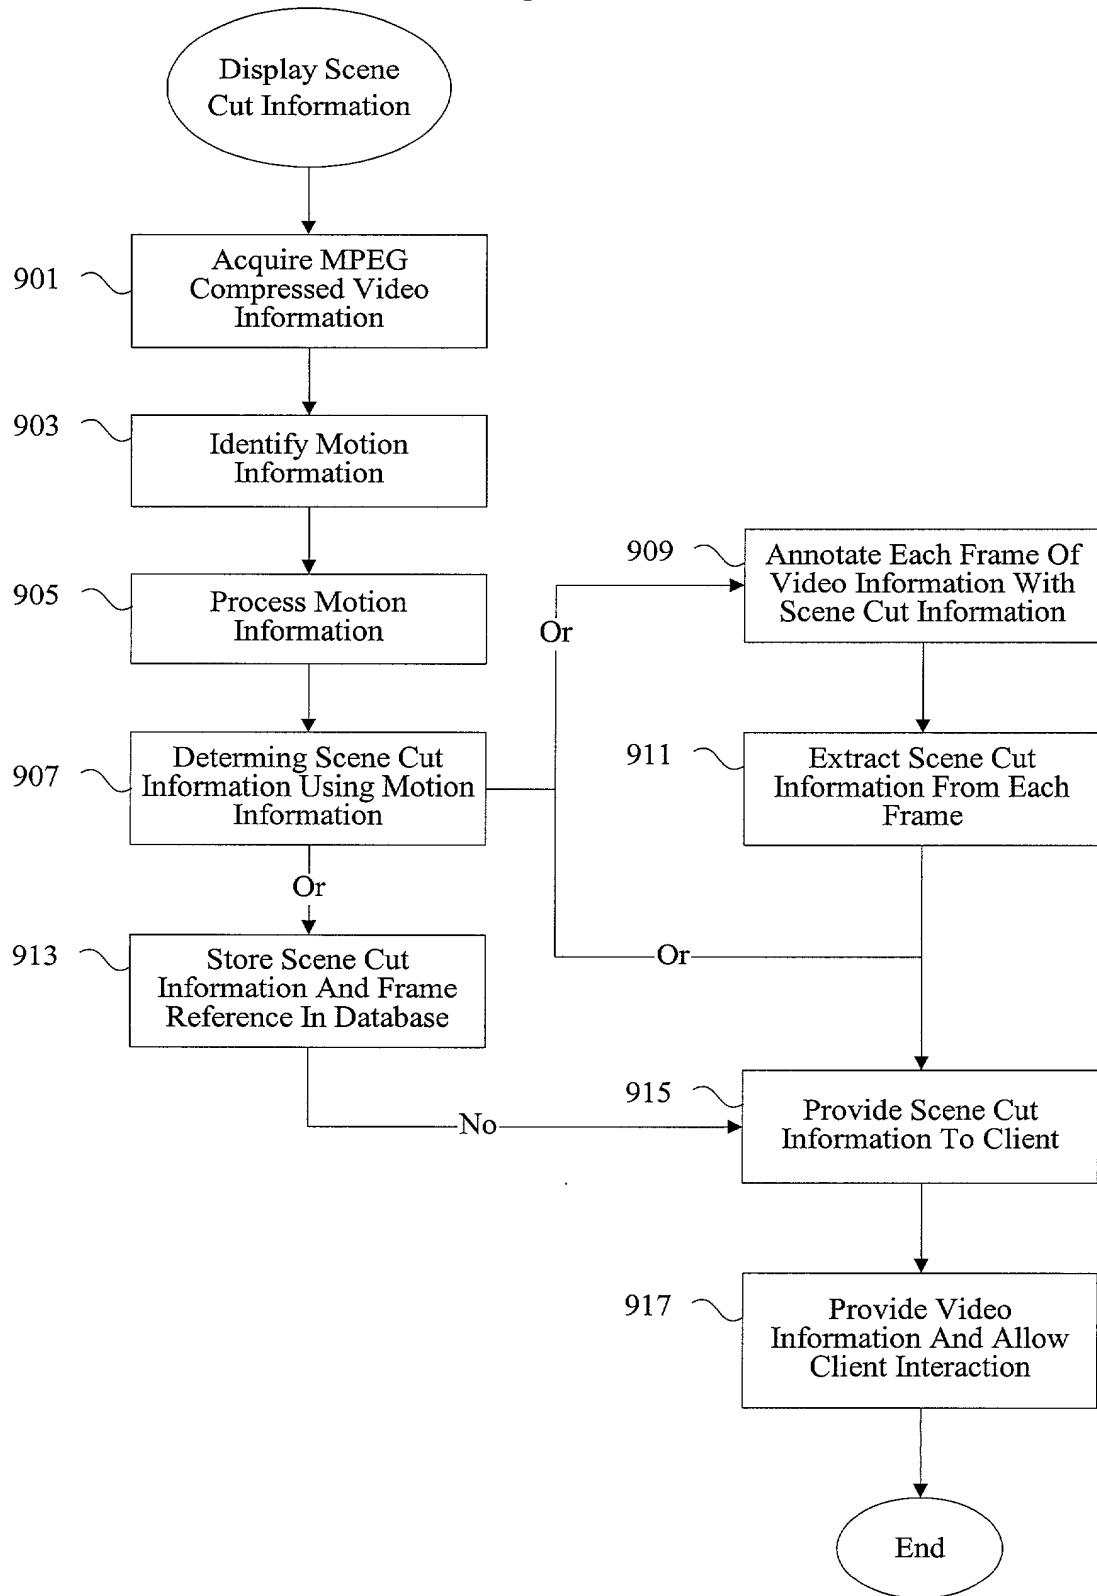 Display Scene
Cut Information
901
Acquire MPEG
Compressed Video
Information
903
Identify Motion
Information
905
Process Motion
Information
907
Determing Scene Cut
Information Using Motion
Information
Or
909
Annotate Each Frame Of
Video Information With
Scene Cut Information
911
Extract Scene Cut
Information From Each
Frame
Or
Or
913
Store Scene Cut
Information And Frame
Reference In Database
No
915
Provide Scene Cut
Information To Client
917
Provide Video
Information And Allow
Client Interaction
End